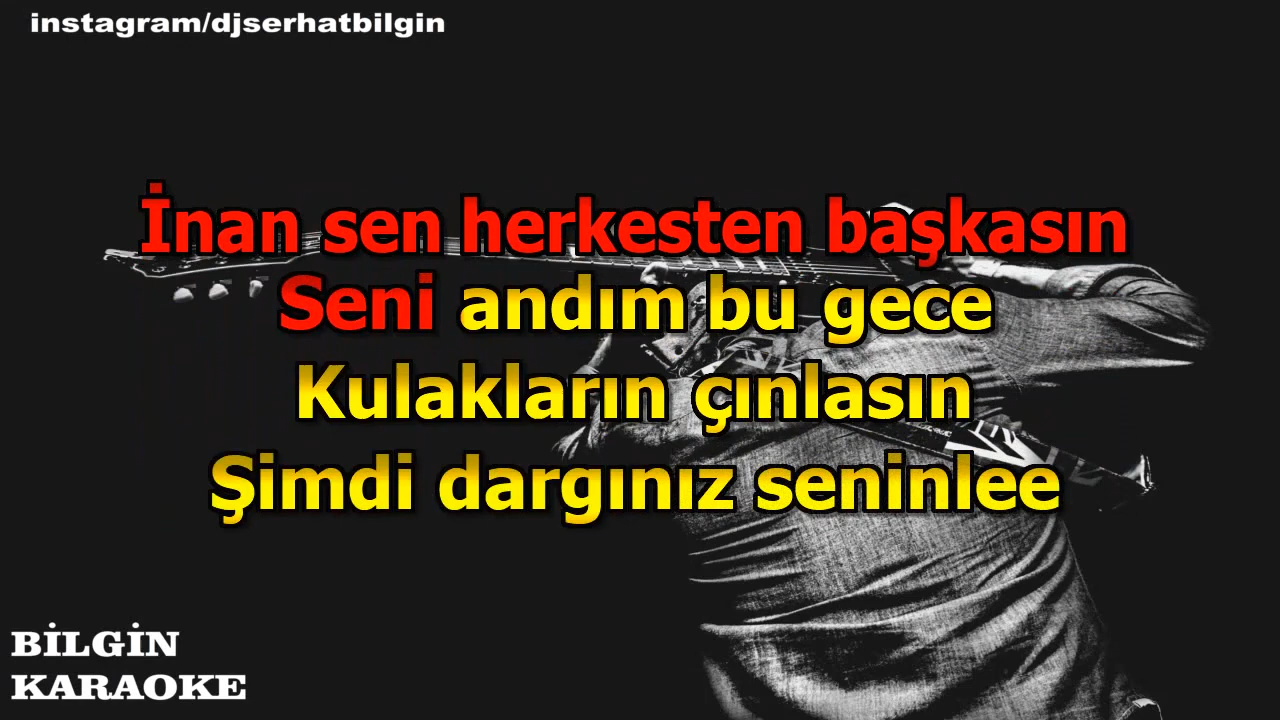 instagram/djserhatbilgin
İnan sen herkesten başkasın
Seni andım bu gece
Kulakların çınlasın
Şimdi dargınız seninlee
BİLGİN
KARAOKE